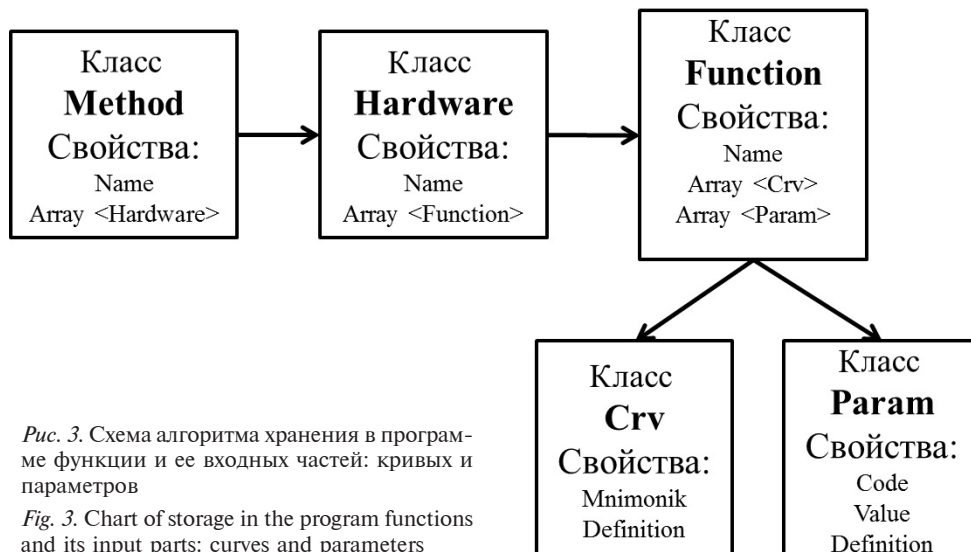 Класс
Method
Свойства:
Name
Array <Hardware>
Класс
Hardware
Свойства:
Name
Array <Function>
Класс
Function
Свойства:
Name
Array <Crv>
Array <Param>
Класс
Crv
Свойства:
Mnimonik
Definition
Класс
Param
Свойства:
Code
Value
Definition
Рис. 3. Схема алгоритма хранения в програм-
ме функции и ее входных частей: кривых и
параметров
Fig. 3. Chart of storage in the program functions
and its input parts: curves and parameters